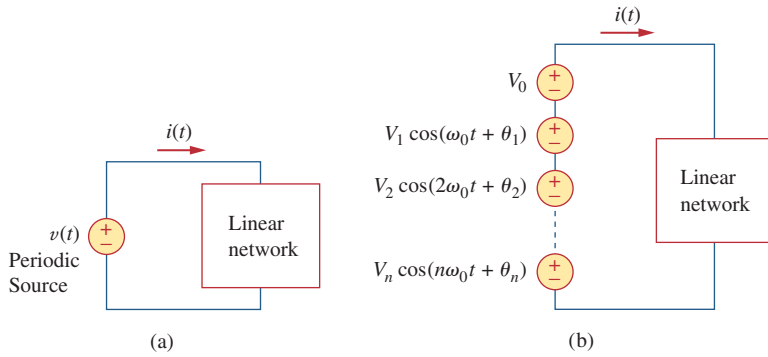 i(t)
v(t)
+
−
Periodic
Source
Linear
network
(a)
i(t)
V₀
+
−
V₁ cos(ω₀t + θ₁)
+
−
V₂ cos(2ω₀t + θ₂)
+
−
Vₙ cos(nω₀t + θₙ)
+
−
Linear
network
(b)